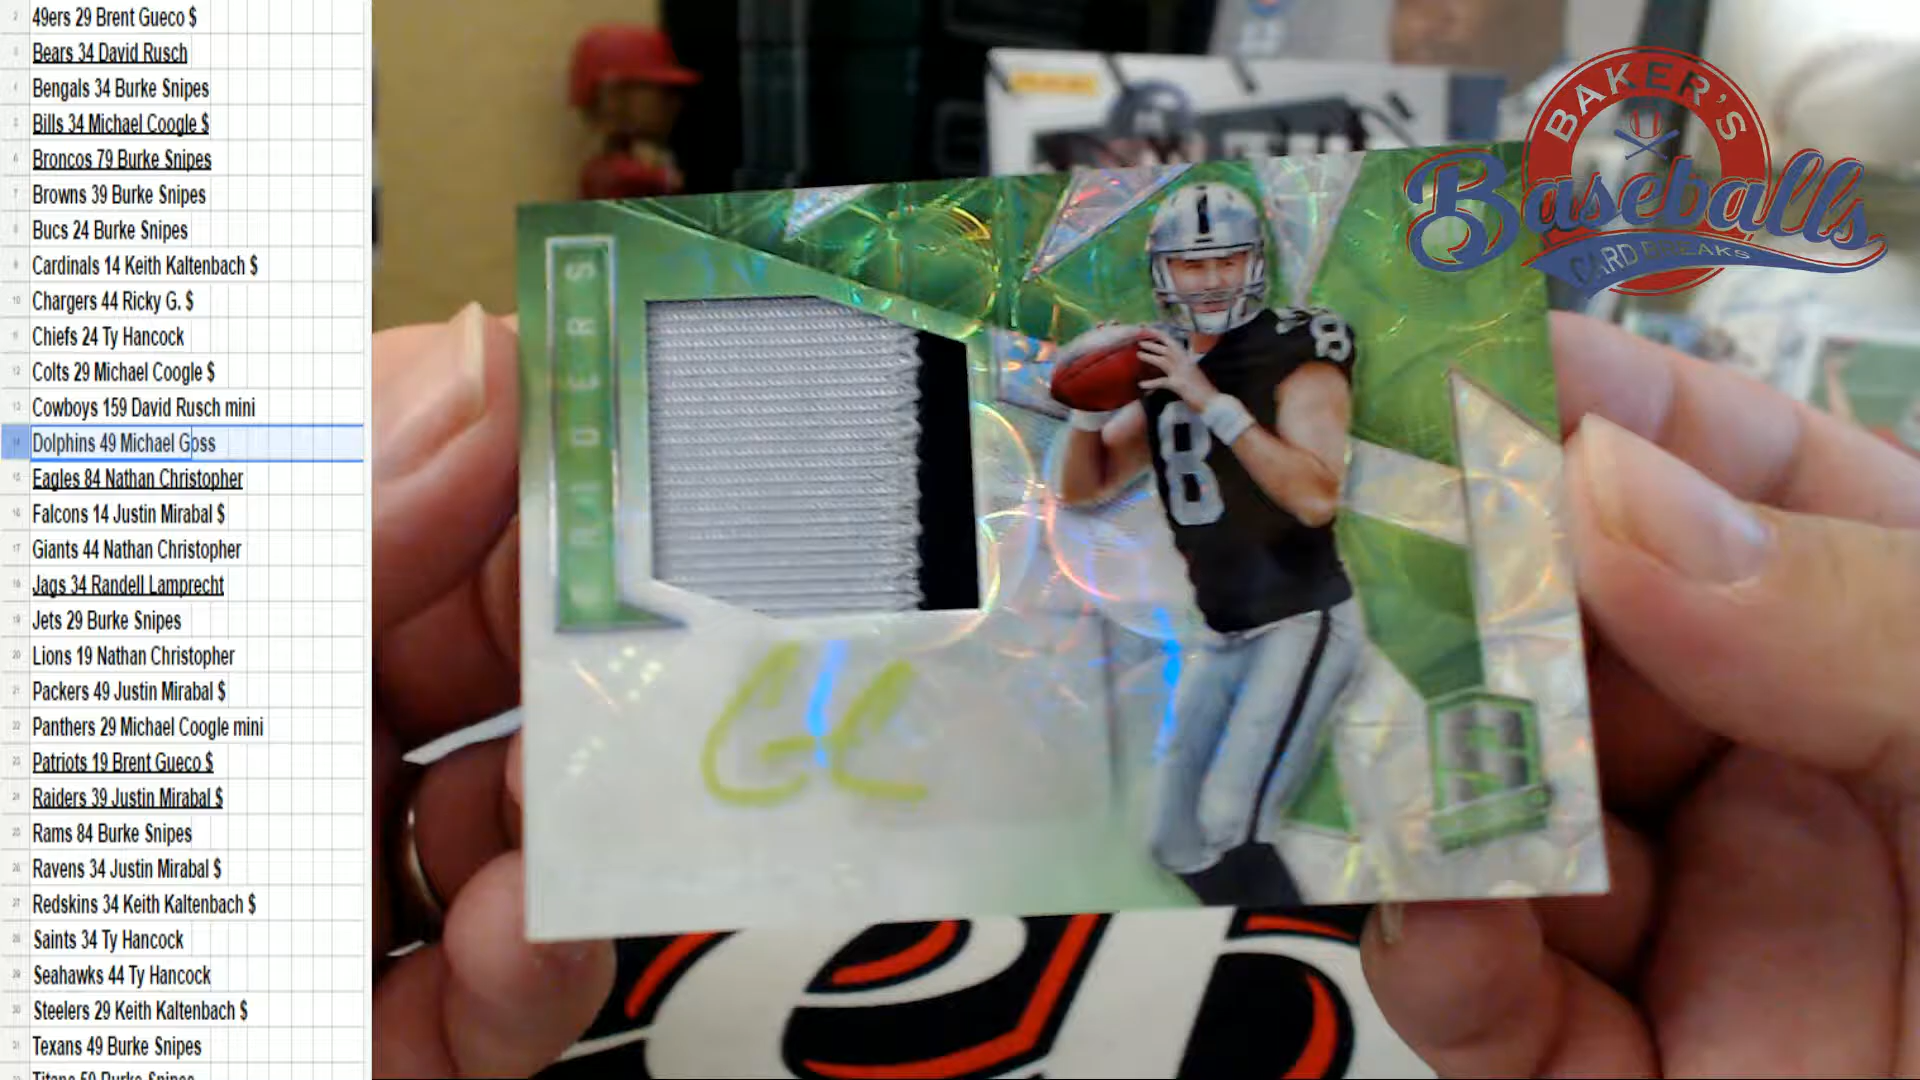 49ers 29 Brent Gueco $
Bears 34 David Rusch
Bengals 34 Burke Snipes
Bills 34 Michael Coogle $
Broncos 79 Burke Snipes
Browns 39 Burke Snipes
Bucs 24 Burke Snipes
Cardinals 14 Keith Kaltenbach $
Chargers 44 Ricky G. $
Chiefs 24 Ty Hancock
Colts 29 Michael Coogle $
Cowboys 159 David Rusch mini
Dolphins 49 Michael Goss
Eagles 84 Nathan Christopher
Falcons 14 Justin Mirabal $
Giants 44 Nathan Christopher
Jags 34 Randell Lamprecht
Jets 29 Burke Snipes
Lions 19 Nathan Christopher
Packers 49 Justin Mirabal $
Panthers 29 Michael Coogle mini
Patriots 19 Brent Gueco $
Raiders 39 Justin Mirabal $
Rams 84 Burke Snipes
Ravens 34 Justin Mirabal $
Redskins 34 Keith Kaltenbach $
Saints 34 Ty Hancock
Seahawks 44 Ty Hancock
Steelers 29 Keith Kaltenbach $
Texans 49 Burke Snipes
RAIDERS
8
8
S
BAKER'S
Baseballs
CARD BREAKS